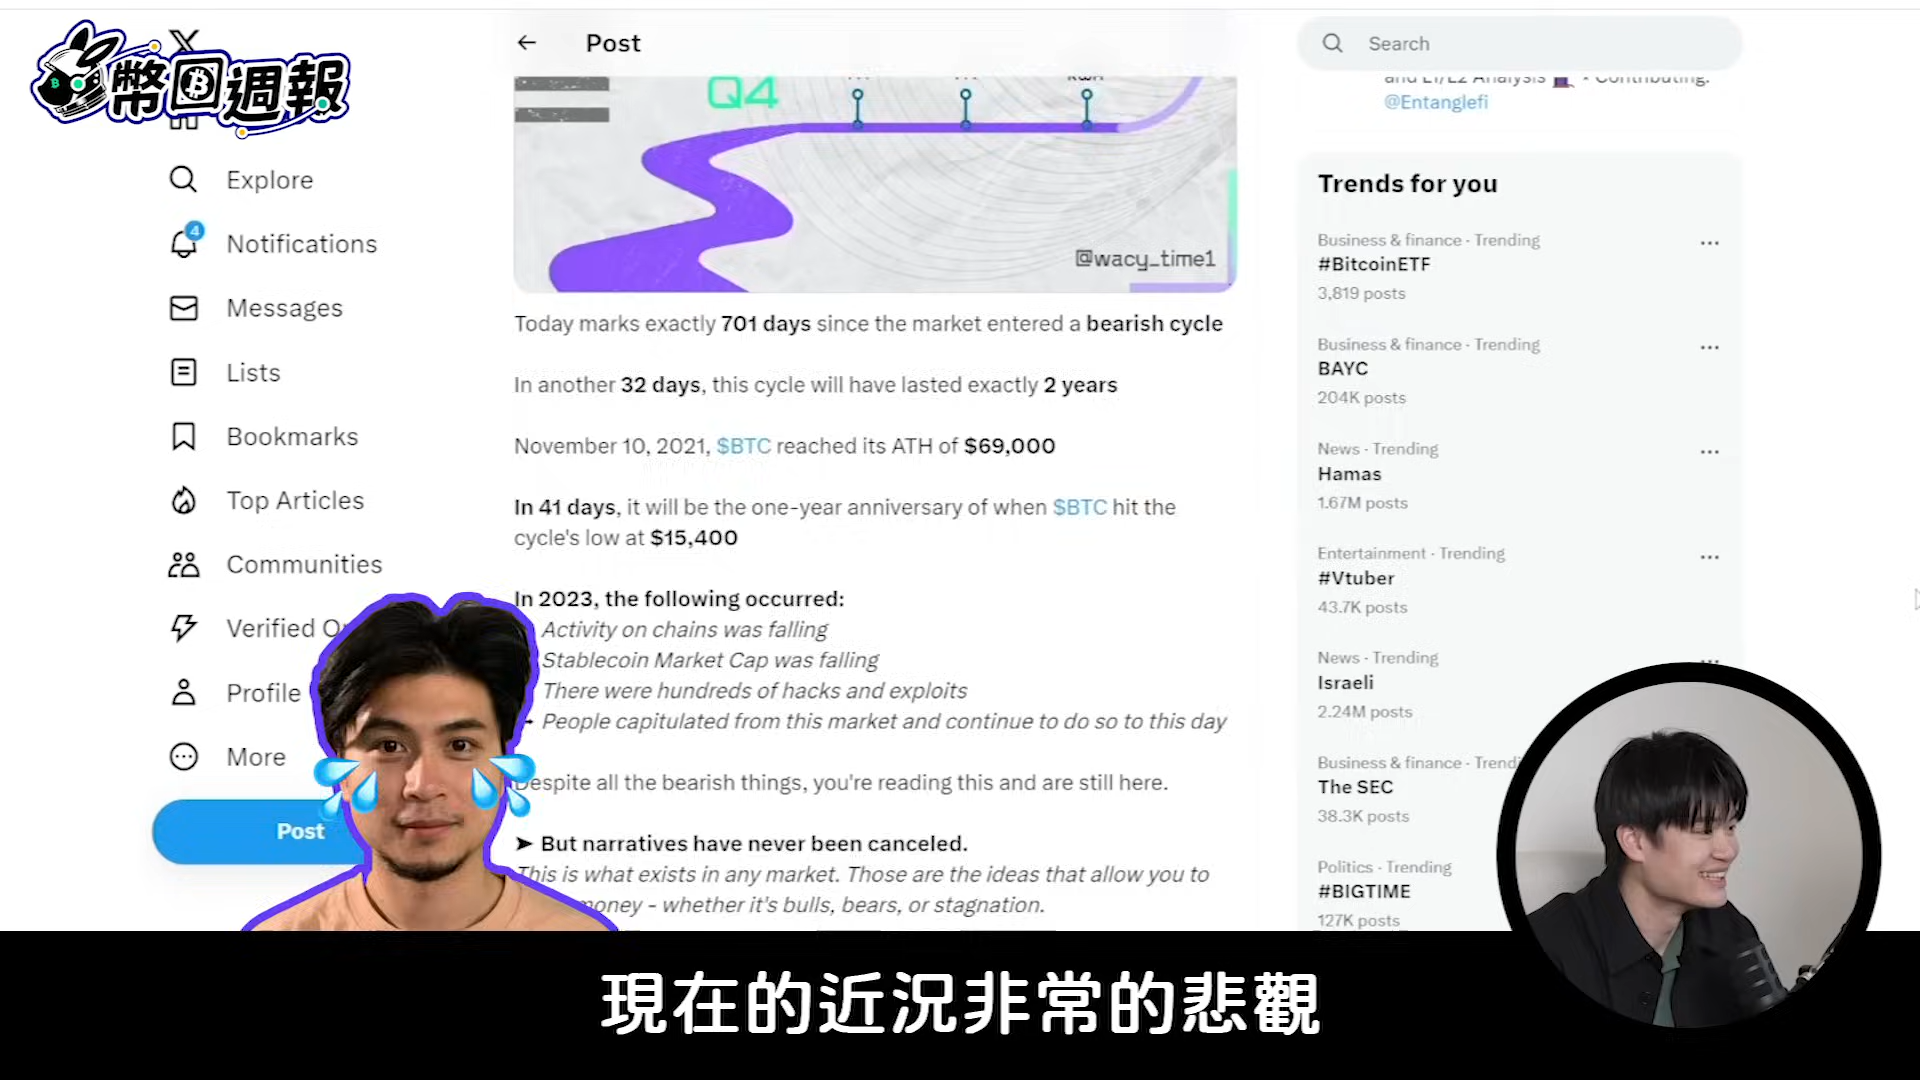 幣回週報
Explore
4
Notifications
Messages
Lists
Bookmarks
Top Articles
Communities
Verified
Profile
More
Post
Post
Q4
@wacy_time1
Today marks exactly 701 days since the market entered a bearish cycle
In another 32 days, this cycle will have lasted exactly 2 years
November 10, 2021, $BTC reached its ATH of $69,000
In 41 days, it will be the one-year anniversary of when $BTC hit the
cycle's low at $15,400
In 2023, the following occurred:
Activity on chains was falling
Stablecoin Market Cap was falling
There were hundreds of hacks and exploits
People capitulated from this market and continue to do so to this day
Despite all the bearish things, you're reading this and are still here.
➤ But narratives have never been canceled.
This is what exists in any market. Those are the ideas that allow you to
money - whether it's bulls, bears, or stagnation.
Search
and L1/L2 Analysis • Contributing:
@Entanglefi
Trends for you
Business & finance · Trending
#BitcoinETF
3,819 posts
Business & finance · Trending
BAYC
204K posts
News · Trending
Hamas
1.67M posts
Entertainment · Trending
#Vtuber
43.7K posts
News · Trending
Israeli
2.24M posts
Business & finance · Trendi
The SEC
38.3K posts
Politics · Trending
#BIGTIME
127K posts
現在的近況非常的悲觀